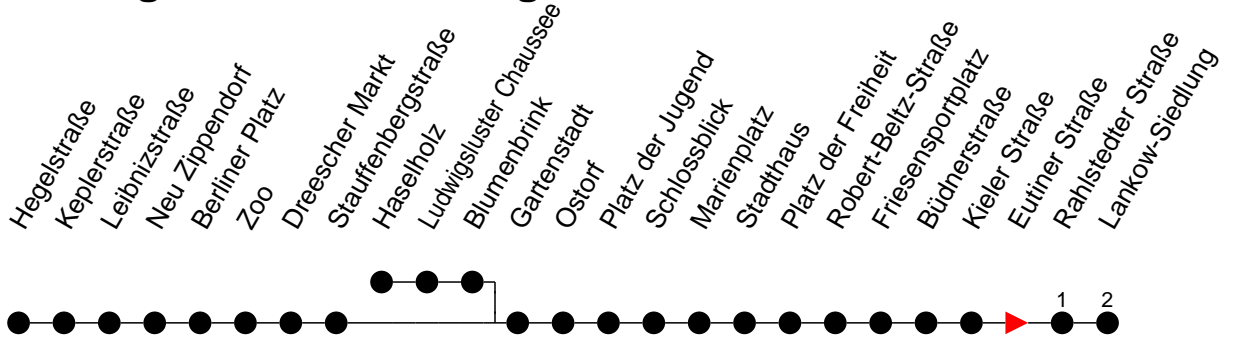 Hegelstraße
Keplerstraße
Leibnizstraße
Neu Zippendorf
Berliner Platz
Zoo
Dreescher Markt
Stauffenbergstraße
Haselholz
Ludwigsluster Chaussee
Blumenbrink
Gartenstadt
Ostorf
Platz der Jugend
Schlossblick
Marienplatz
Stadthaus
Platz der Freiheit
Robert-Beltz-Straße
Friesensportplatz
Büdnerstraße
Kieler Straße
Eutiner Straße
Rahlstedter Straße
Lankow-Siedlung
1 2